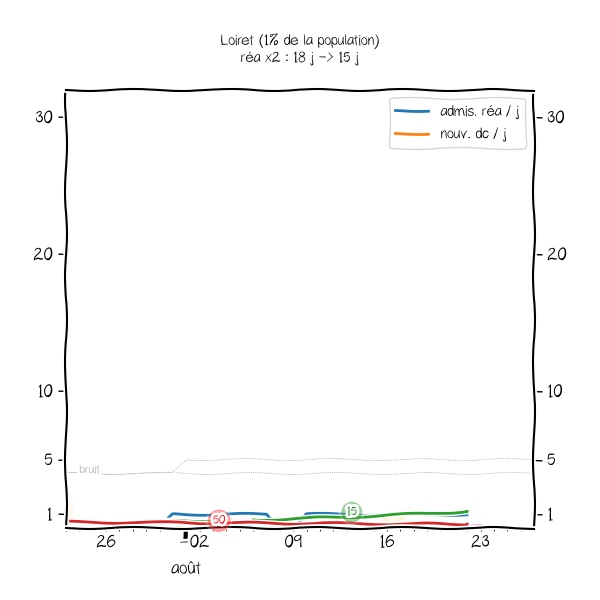 Loiret (1% de la population)
réa x2 : 18 j -> 15 j
admis. réa / j
nouv. dc / j
30
30
20
20
10
10
5
5
bruit
1
1
50
15
26
02
09
16
23
août